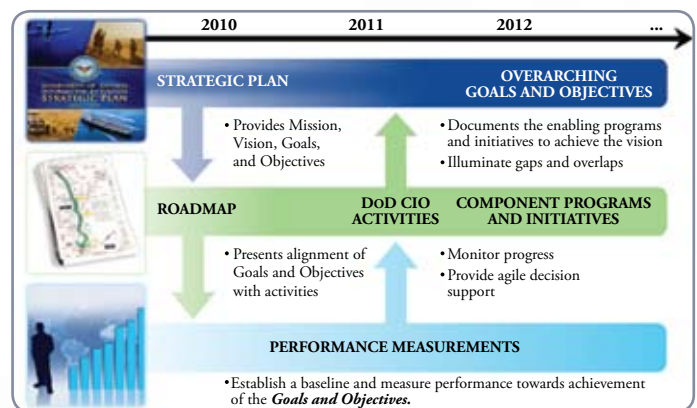 2010 2011 2012 ...
STRATEGIC PLAN
STRATEGIC PLAN
OVERARCHING
GOALS AND OBJECTIVES
• Provides Mission,
Vision, Goals,
and Objectives
• Documents the enabling programs
and initiatives to achieve the vision
• Illuminate gaps and overlaps
ROADMAP
DoD CIO
ACTIVITIES
COMPONENT PROGRAMS
AND INITIATIVES
• Presents alignment of
Goals and Objectives
with activities
• Monitor progress
• Provide agile decision
support
PERFORMANCE MEASUREMENTS
• Establish a baseline and measure performance towards achievement
of the Goals and Objectives.